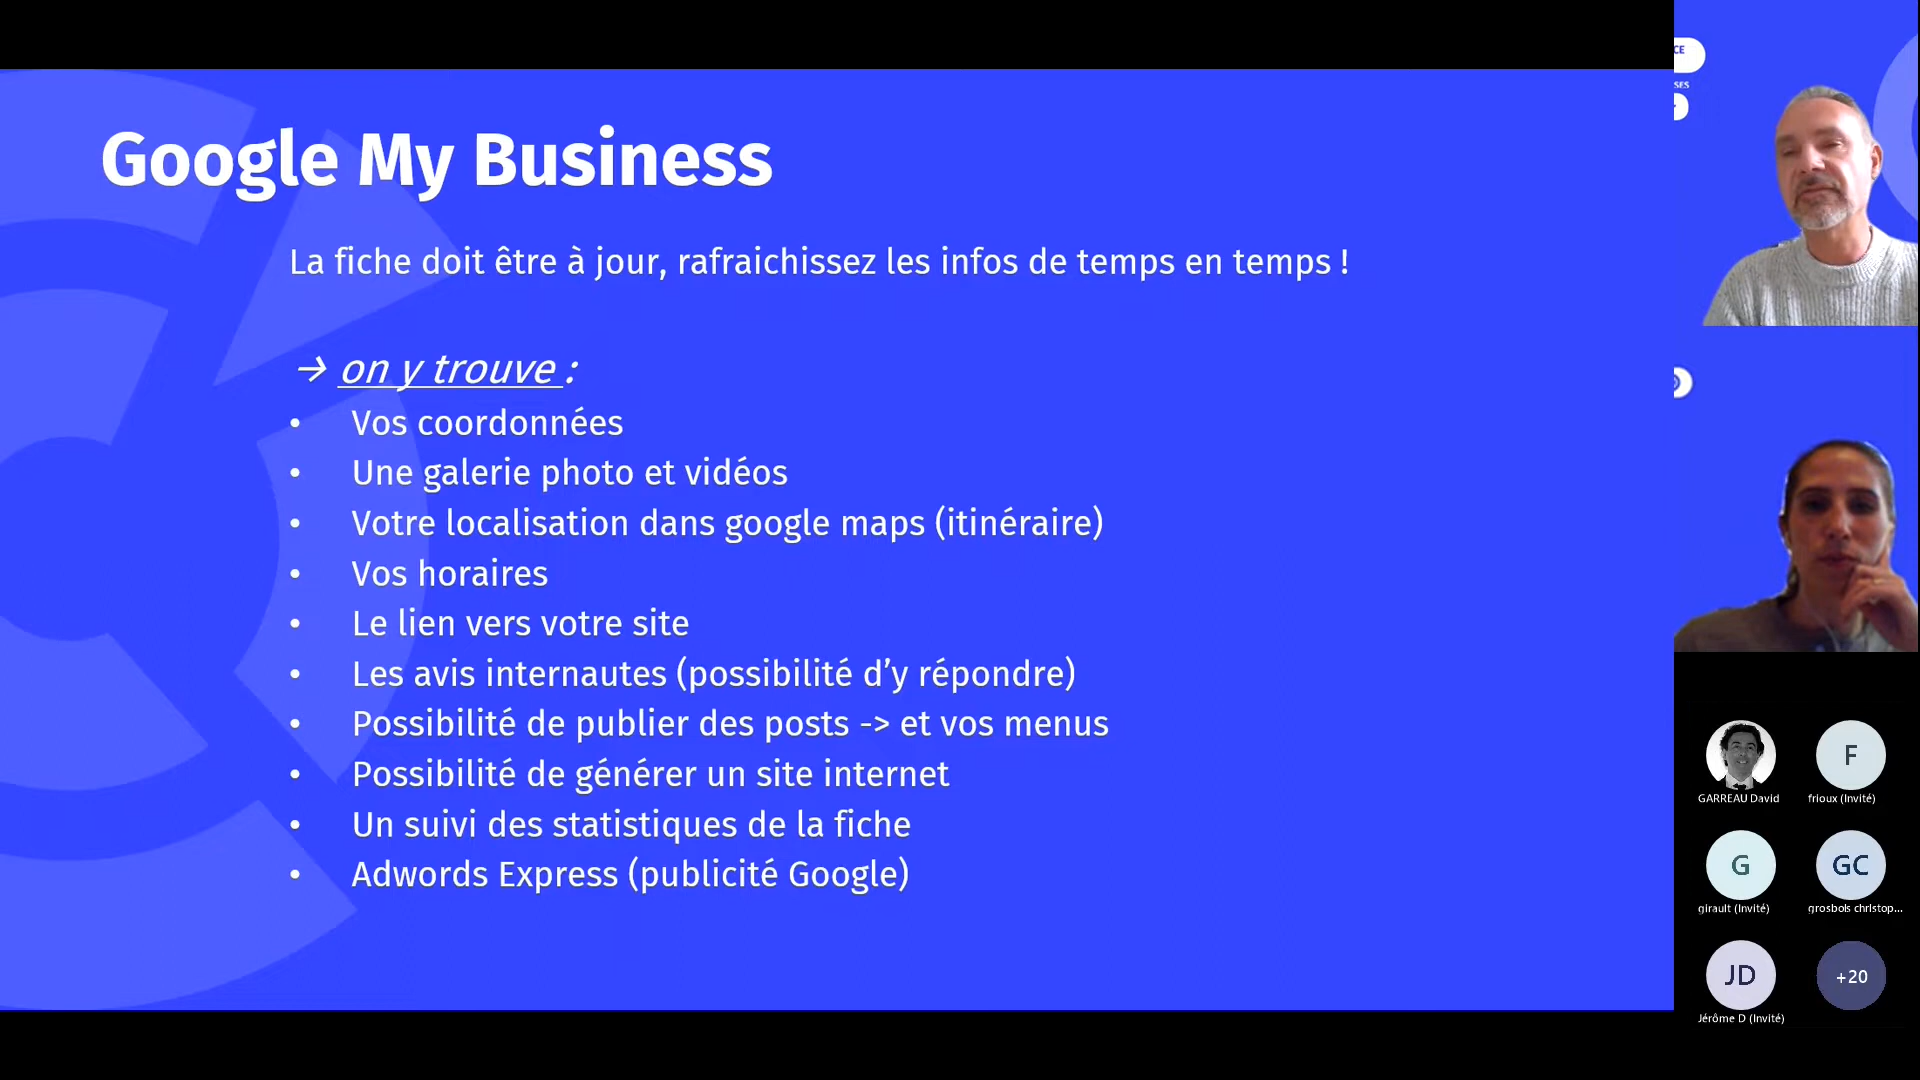 Google My Business
La fiche doit être à jour, rafraichissez les infos de temps en temps !
→ on y trouve :
• Vos coordonnées
• Une galerie photo et vidéos
• Votre localisation dans google maps (itinéraire)
• Vos horaires
• Le lien vers votre site
• Les avis internautes (possibilité d’y répondre)
• Possibilité de publier des posts -> et vos menus
• Possibilité de générer un site internet
• Un suivi des statistiques de la fiche
• Adwords Express (publicité Google)
CE
SES
F
GARREAU David
frioux (Invité)
G
GC
girault (Invité)
grosbois christop...
JD
+20
Jérôme D (Invité)